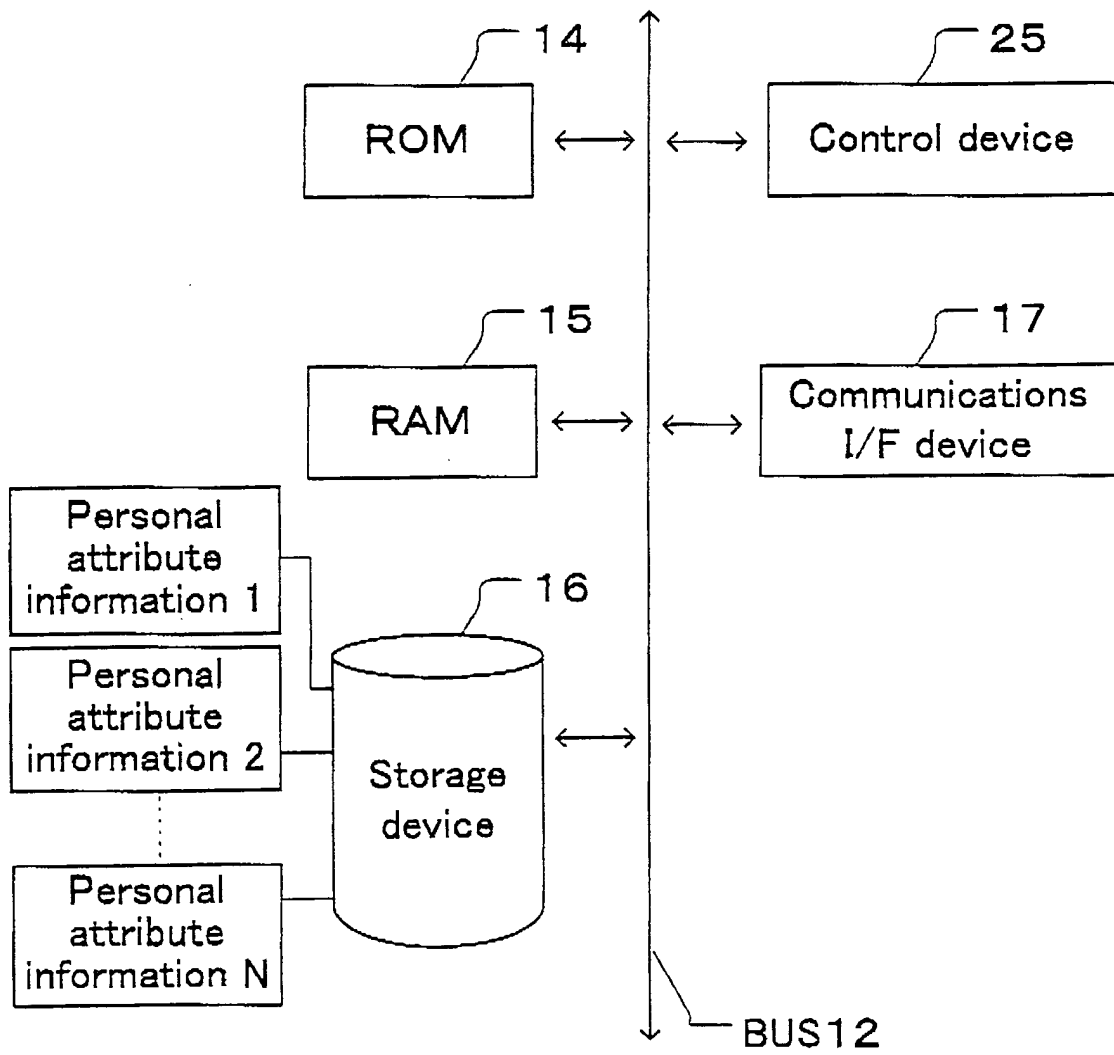 14
ROM
25
Control device
15
RAM
17
Communications
I/F device
Personal
attribute
information 1
Personal
attribute
information 2
Personal
attribute
information N
16
Storage
device
BUS12